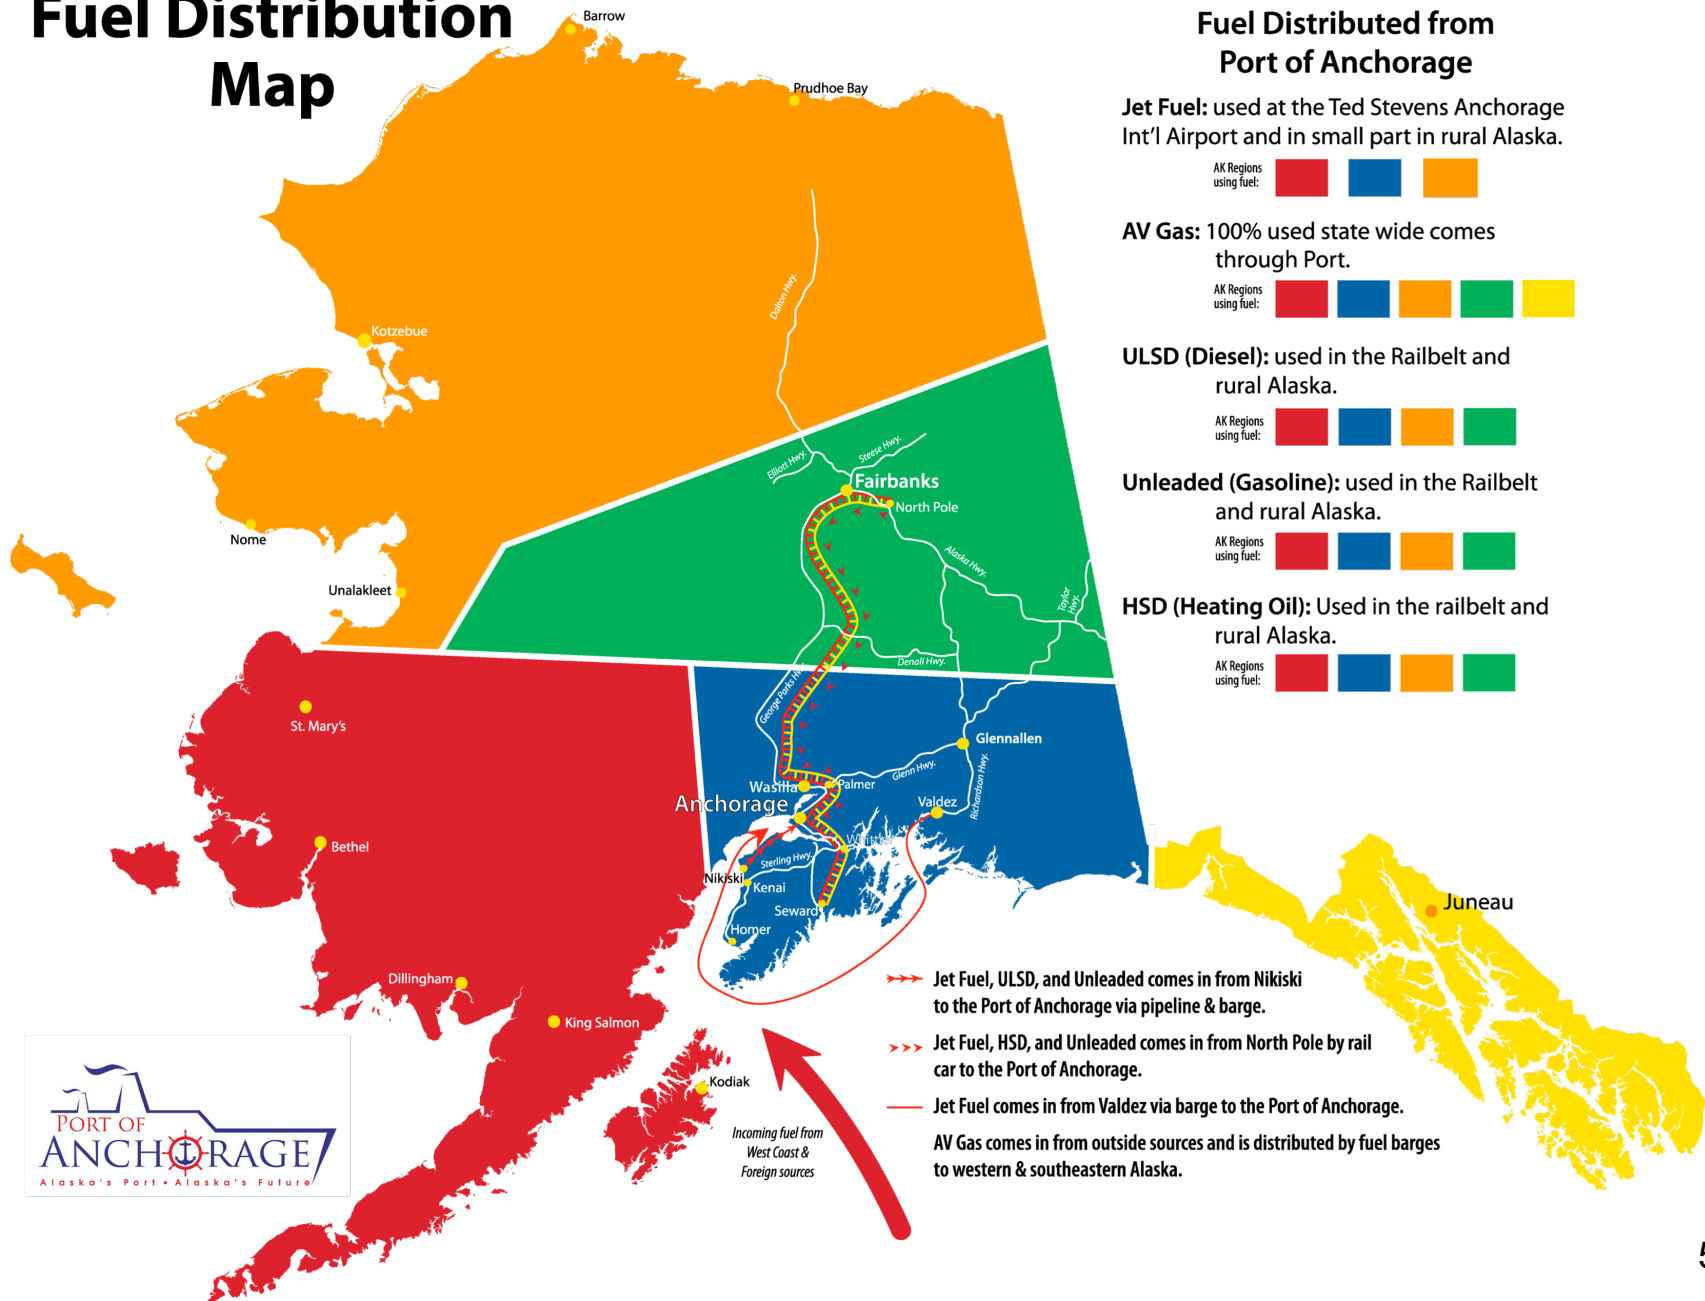 Fuel Distribution
Map
Barrow
Prudhoe Bay
Kotzebue
Dalton Hwy.
Elliott Hwy.
Steese Hwy.
Fairbanks
North Pole
Nome
Unalakleet
Alaska Hwy.
Taylor
Hwy.
Denali Hwy.
George Parks Hwy.
St. Mary's
Glennallen
Wasilla
Palmer
Glenn Hwy.
Richardson Hwy.
Anchorage
Valdez
Bethel
Sterling Hwy.
Nikiski
Kenai
Seward
Homer
Juneau
Dillingham
King Salmon
Kodiak
Fuel Distributed from
Port of Anchorage
Jet Fuel: used at the Ted Stevens Anchorage
Int'l Airport and in small part in rural Alaska.
AK Regions
using fuel:
AV Gas: 100% used state wide comes
through Port.
AK Regions
using fuel:
ULSD (Diesel): used in the Railbelt and
rural Alaska.
AK Regions
using fuel:
Unleaded (Gasoline): used in the Railbelt
and rural Alaska.
AK Regions
using fuel:
HSD (Heating Oil): Used in the railbelt and
rural Alaska.
AK Regions
using fuel:
Jet Fuel, ULSD, and Unleaded comes in from Nikiski
to the Port of Anchorage via pipeline & barge.
Jet Fuel, HSD, and Unleaded comes in from North Pole by rail
car to the Port of Anchorage.
Jet Fuel comes in from Valdez via barge to the Port of Anchorage.
AV Gas comes in from outside sources and is distributed by fuel barges
to western & southeastern Alaska.
Incoming fuel from
West Coast &
Foreign sources
PORT OF
ANCHORAGE
Alaska's Port • Alaska's Future